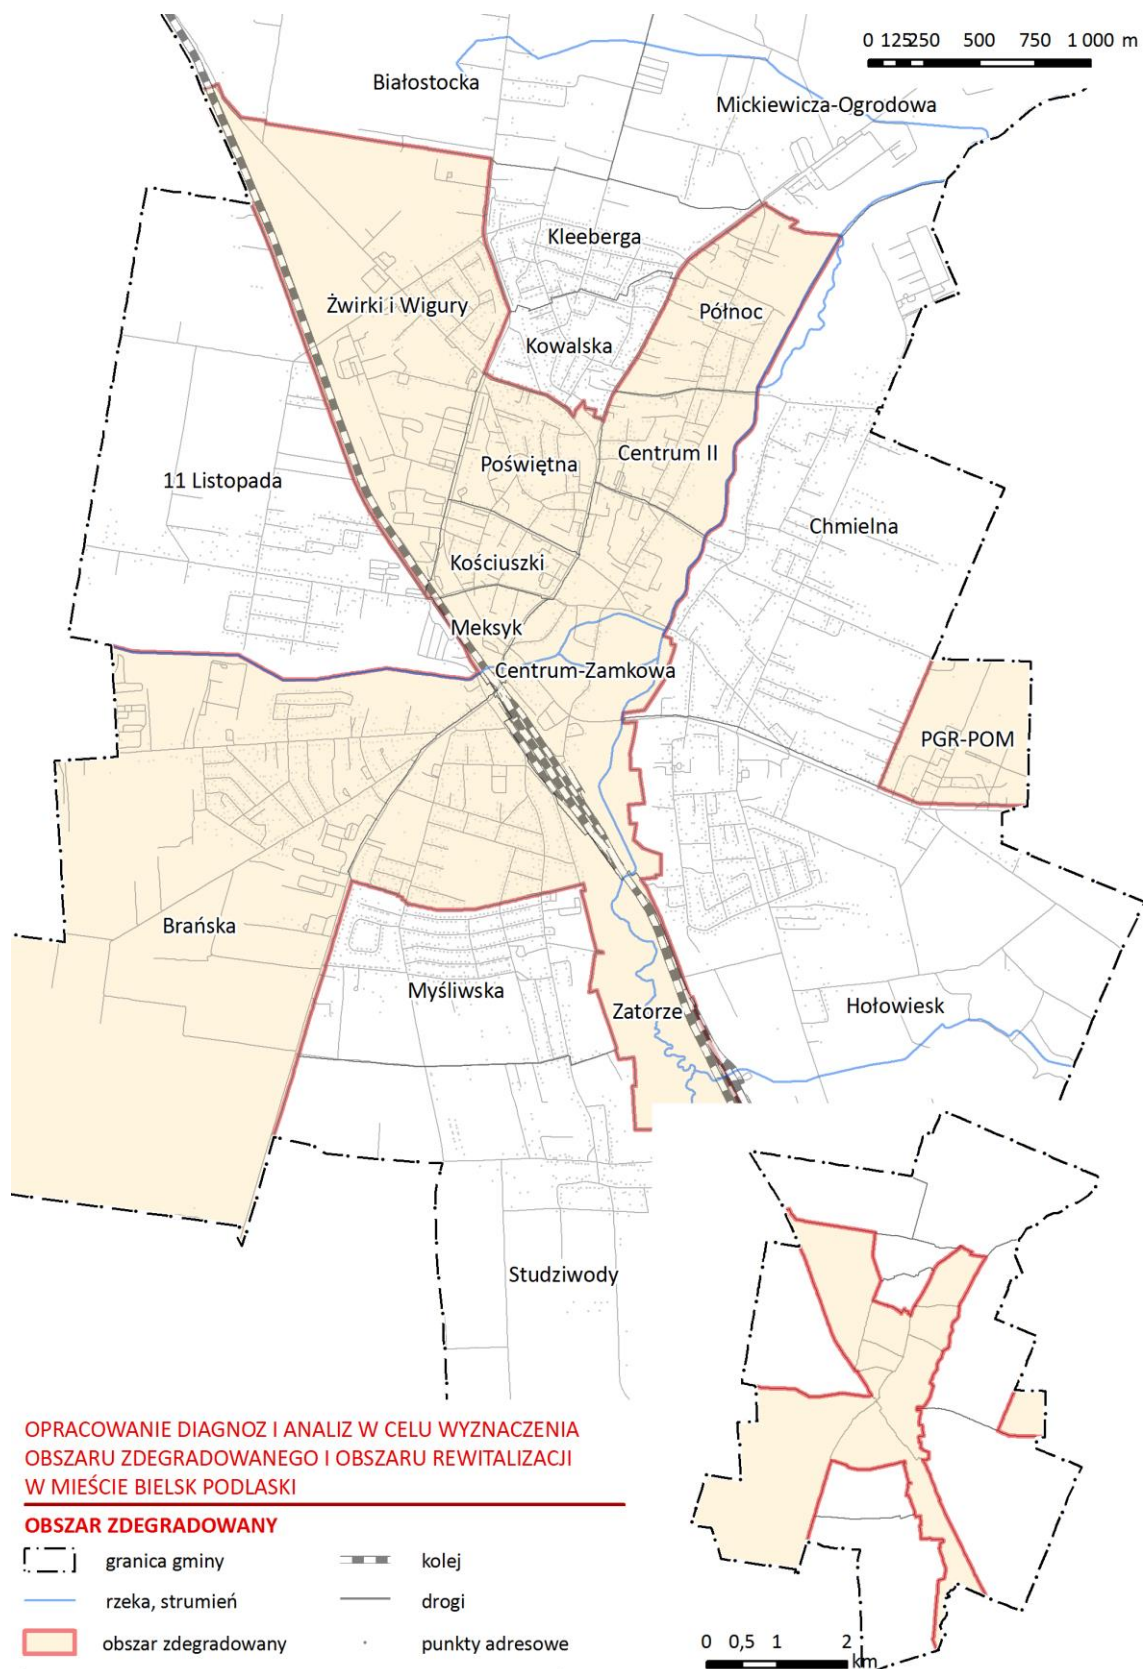 0 125250 500 750 1 000 m
Białostocka
Mickiewicza-Ogrodowa
Kleeberga
Żwirki i Wigury
Północ
Kowalska
Centrum II
Poświętna
11 Listopada
Chmielna
Kościuszki
Meksyk
Centrum-Zamkowa
PGR-POM
Brańska
Myśliwska
Zatorze
Hołowiesk
Studziwody
OPRACOWANIE DIAGNOZ I ANALIZ W CELU WYZNACZENIA
OBSZARU ZDEGRADOWANEGO I OBSZARU REWITALIZACJI
W MIEŚCIE BIELSK PODLASKI
OBSZAR ZDEGRADOWANY
granica gminy
kolej
rzeka, strumień
drogi
obszar zdegradowany
punkty adresowe
0 0,5 1 2
km